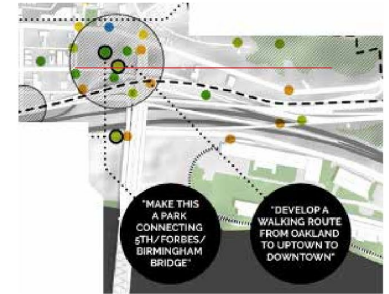 "MAKE THIS
A PARK
CONNECTING
5TH/FORBES/
BIRMINGHAM
BRIDGE"
"DEVELOP A
WALKING ROUTE
FROM OAKLAND
TO UPTOWN TO
DOWNTOWN"